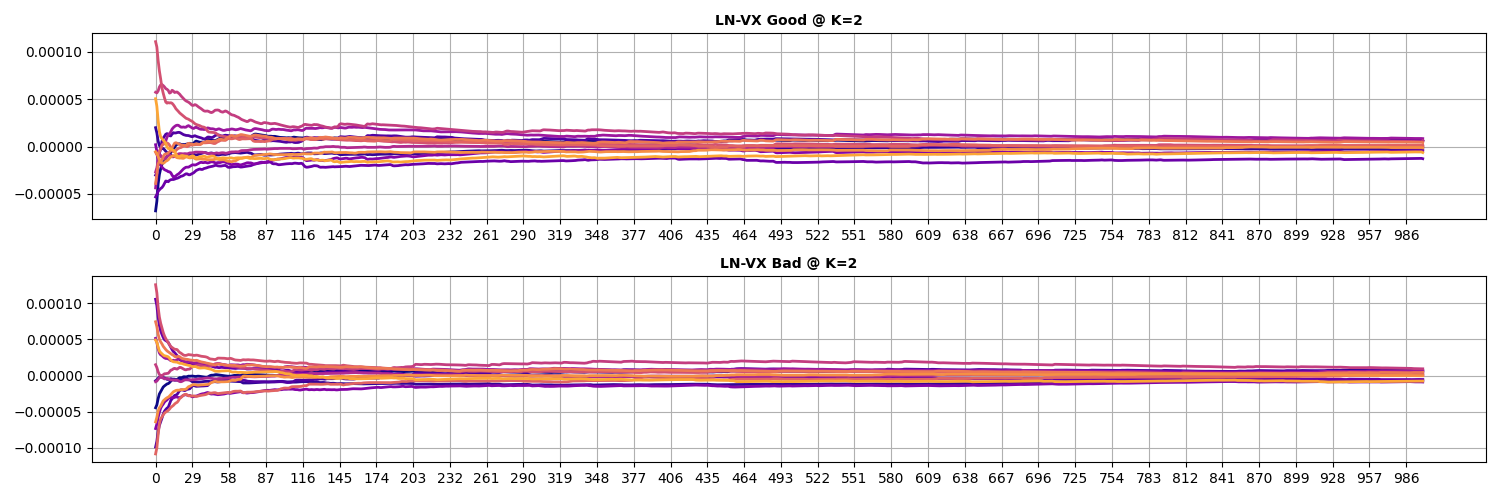 LN-VX Good @ K=2
0.00010
0.00005
0.00000
−0.00005
0 29 58 87 116 145 174 203 232 261 290 319 348 377 406 435 464 493 522 551 580 609 638 667 696 725 754 783 812 841 870 899 928 957 986
LN-VX Bad @ K=2
0.00010
0.00005
0.00000
−0.00005
−0.00010
0 29 58 87 116 145 174 203 232 261 290 319 348 377 406 435 464 493 522 551 580 609 638 667 696 725 754 783 812 841 870 899 928 957 986